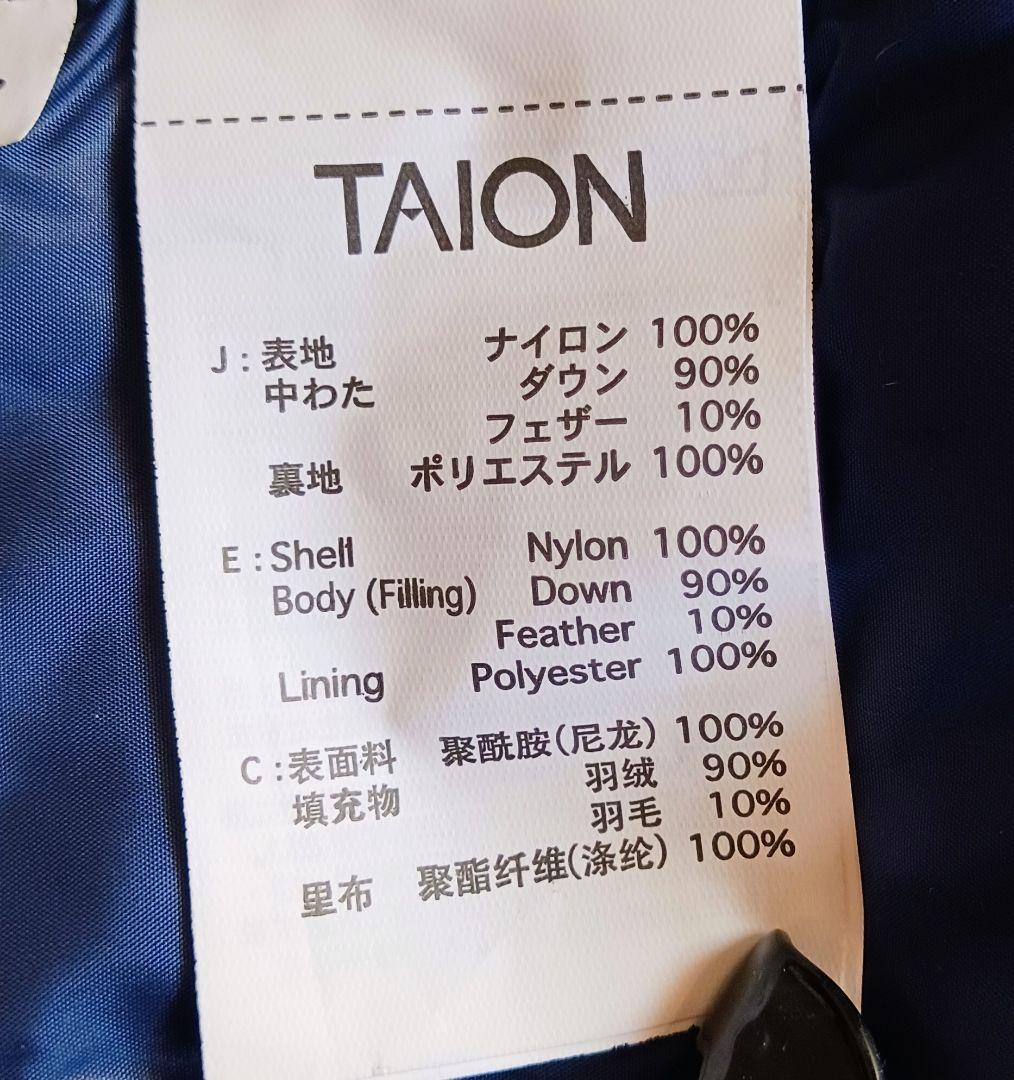 TAION
J : 表地 ナイロン 100%
中わた ダウン 90%
フェザー 10%
裏地 ポリエステル 100%
E : Shell Nylon 100%
Body (Filling) Down 90%
Feather 10%
Lining Polyester 100%
C : 表面料 聚酰胺(尼龙) 100%
填充物 羽绒 90%
羽毛 10%
里布 聚酯纤维(涤纶) 100%